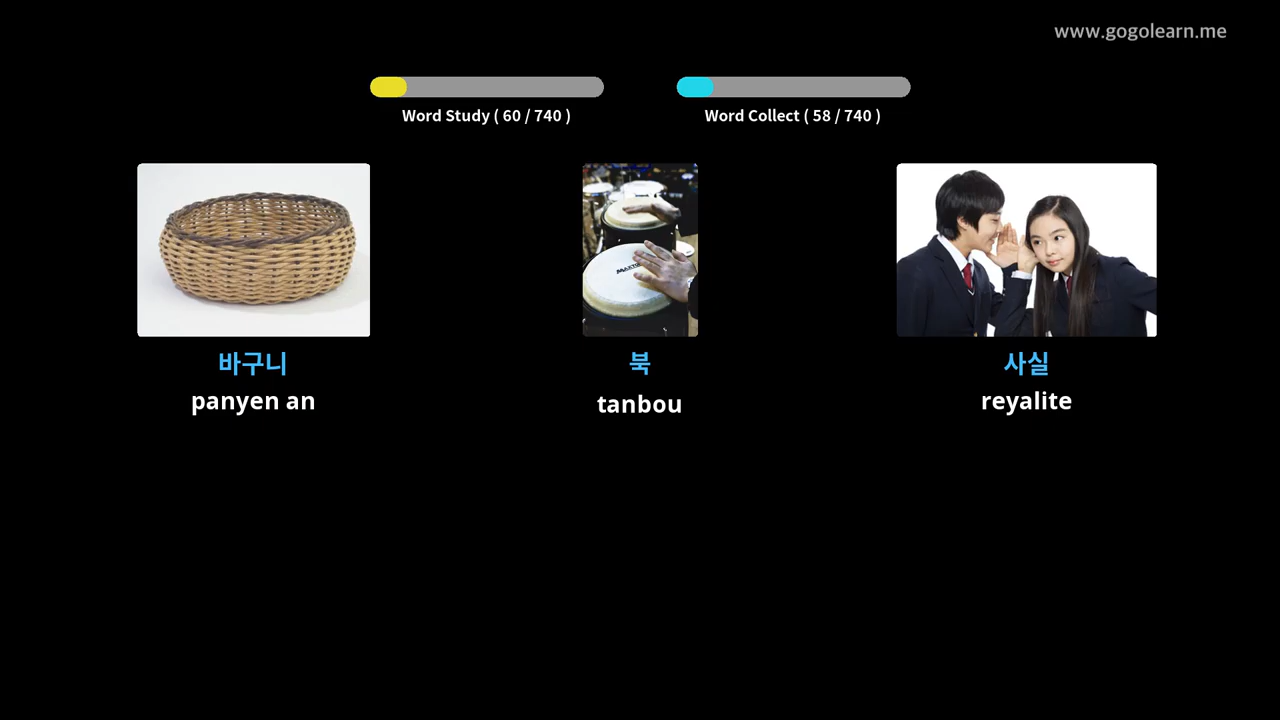 www.gogolearn.me
Word Study ( 60 / 740 )
Word Collect ( 58 / 740 )
바구니
북
사실
panyen an
tanbou
reyalite